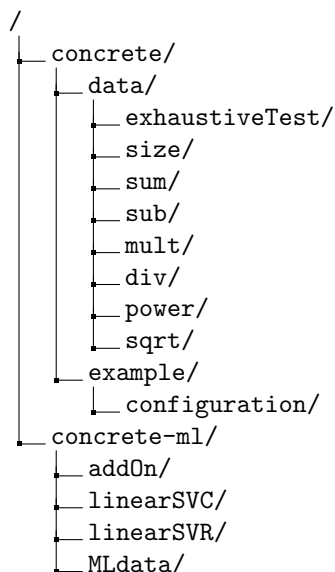 /
concrete/
data/
exhaustiveTest/
size/
sum/
sub/
mult/
div/
power/
sqrt/
example/
configuration/
concrete-ml/
addOn/
linearSVC/
linearSVR/
MLdata/